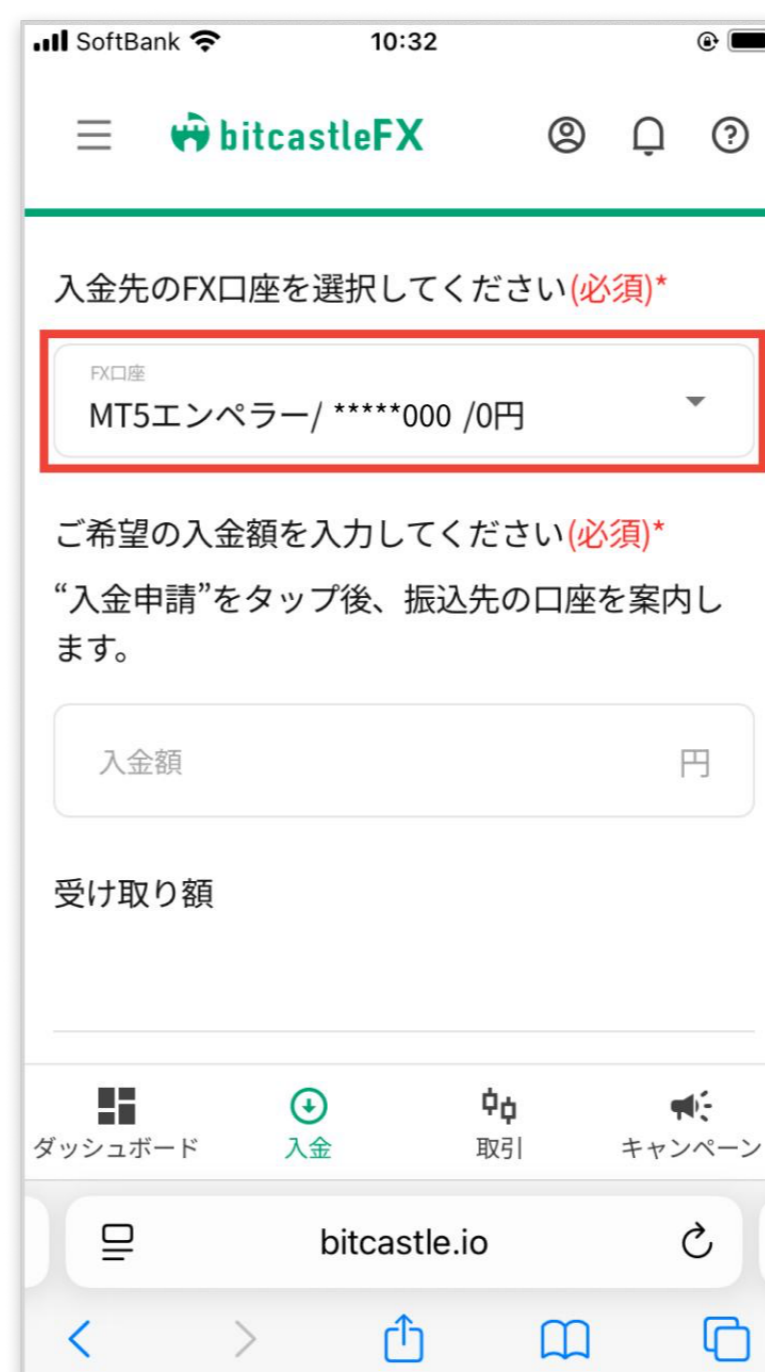 SoftBank 10:32
bitcastleFX
入金先のFX口座を選択してください(必須)*
FX口座
MT5エンペラー/ *****000 /0円
ご希望の入金額を入力してください(必須)*
“入金申請”をタップ後、振込先の口座を案内し
ます。
入金額 円
受け取り額
ダッシュボード 入金 取引 キャンペーン
bitcastle.io